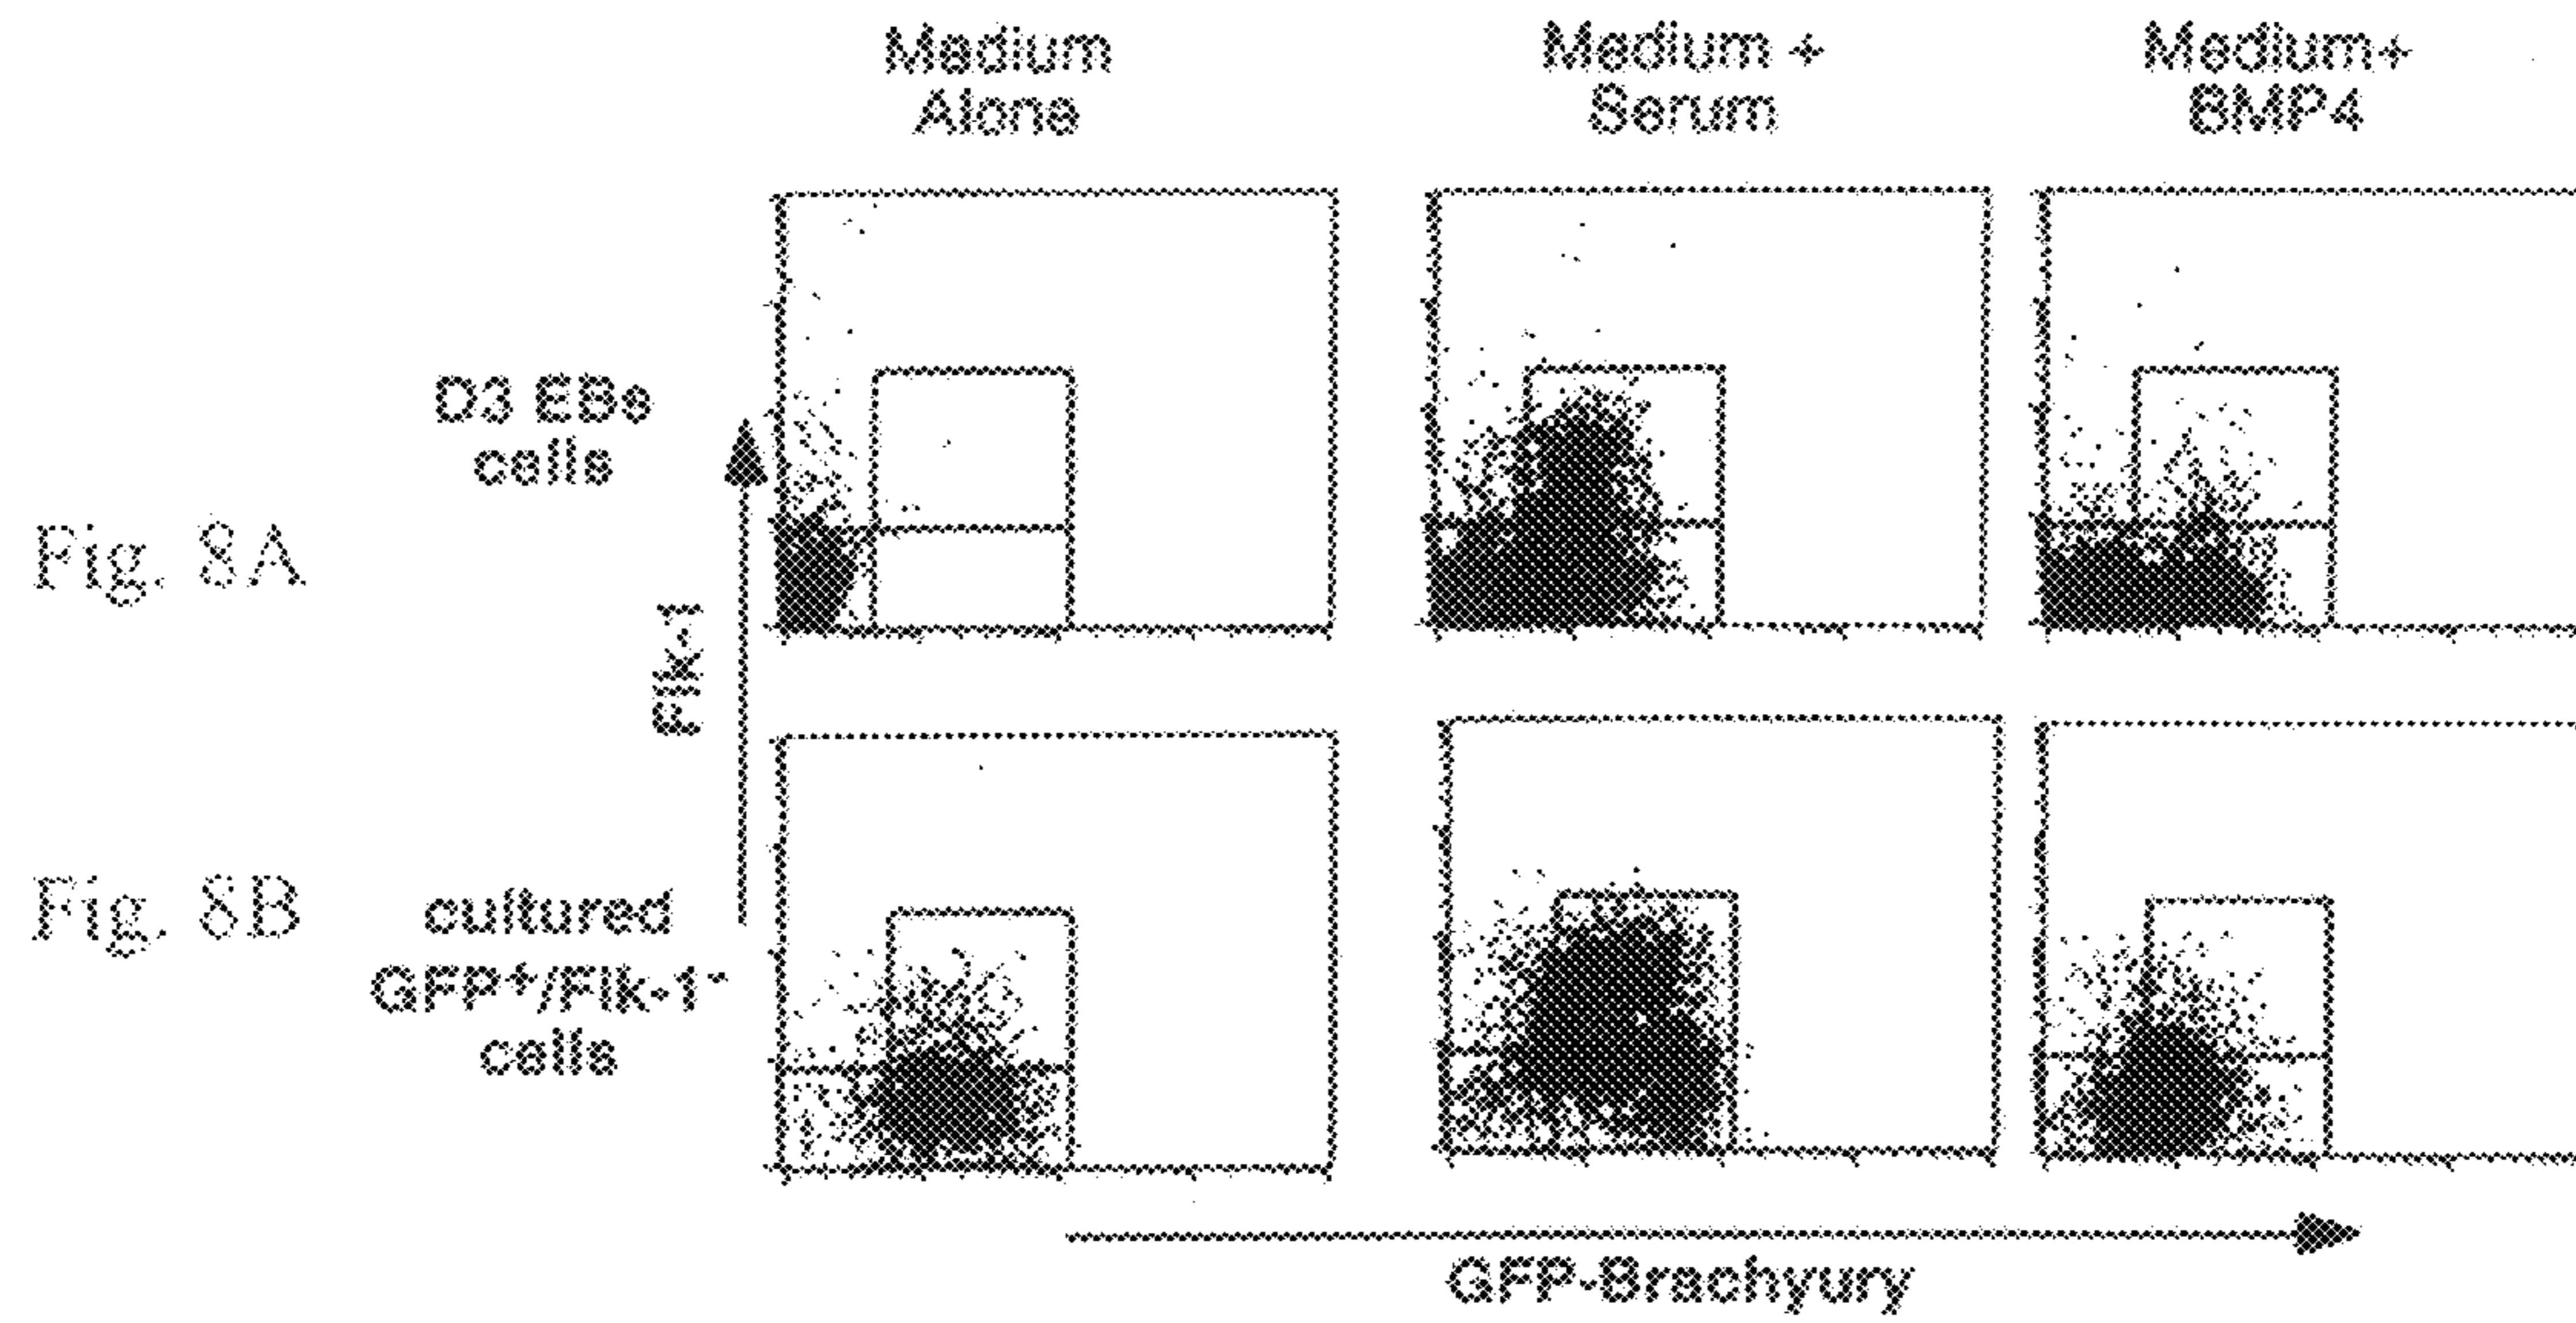 Medium
Alone
Medium +
Serum
Medium+
BMP4
D3 EBs
cells
Fig. 8A
Flk-1
Fig. 8B
cultured
GFP+/Flk-1-
cells
GFP-Brachyury